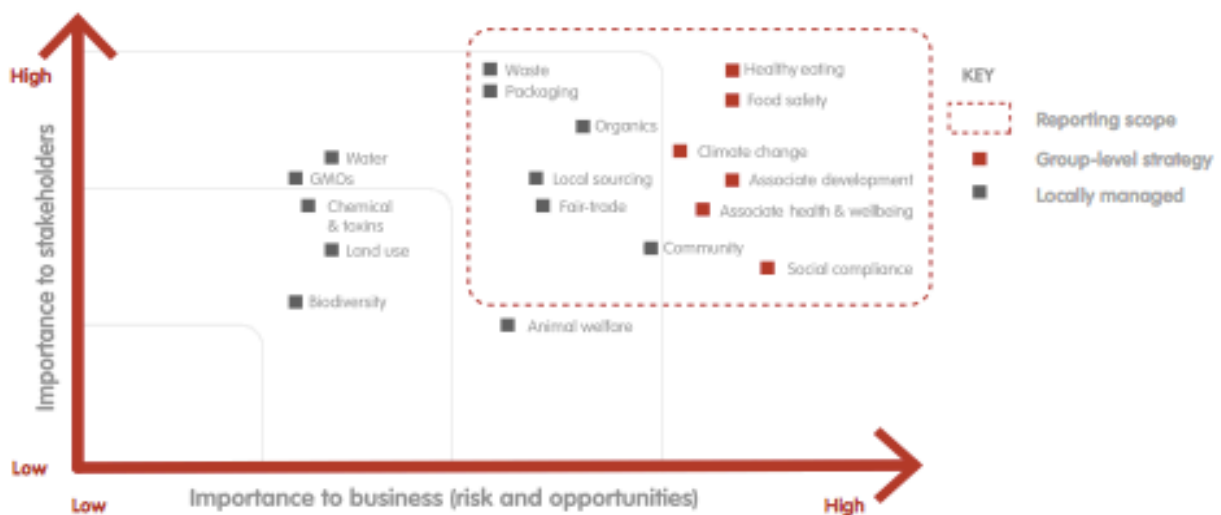 High
Importance to stakeholders
Low
Waste
Packaging
Organics
Water
GMOs
Chemical
& toxins
Land use
Biodiversity
Local sourcing
Fair-trade
Community
Animal welfare
Healthy eating
Food safety
Climate change
Associate development
Associate health & wellbeing
Social compliance
KEY
Reporting scope
Group-level strategy
Locally managed
Low
Importance to business (risk and opportunities)
High